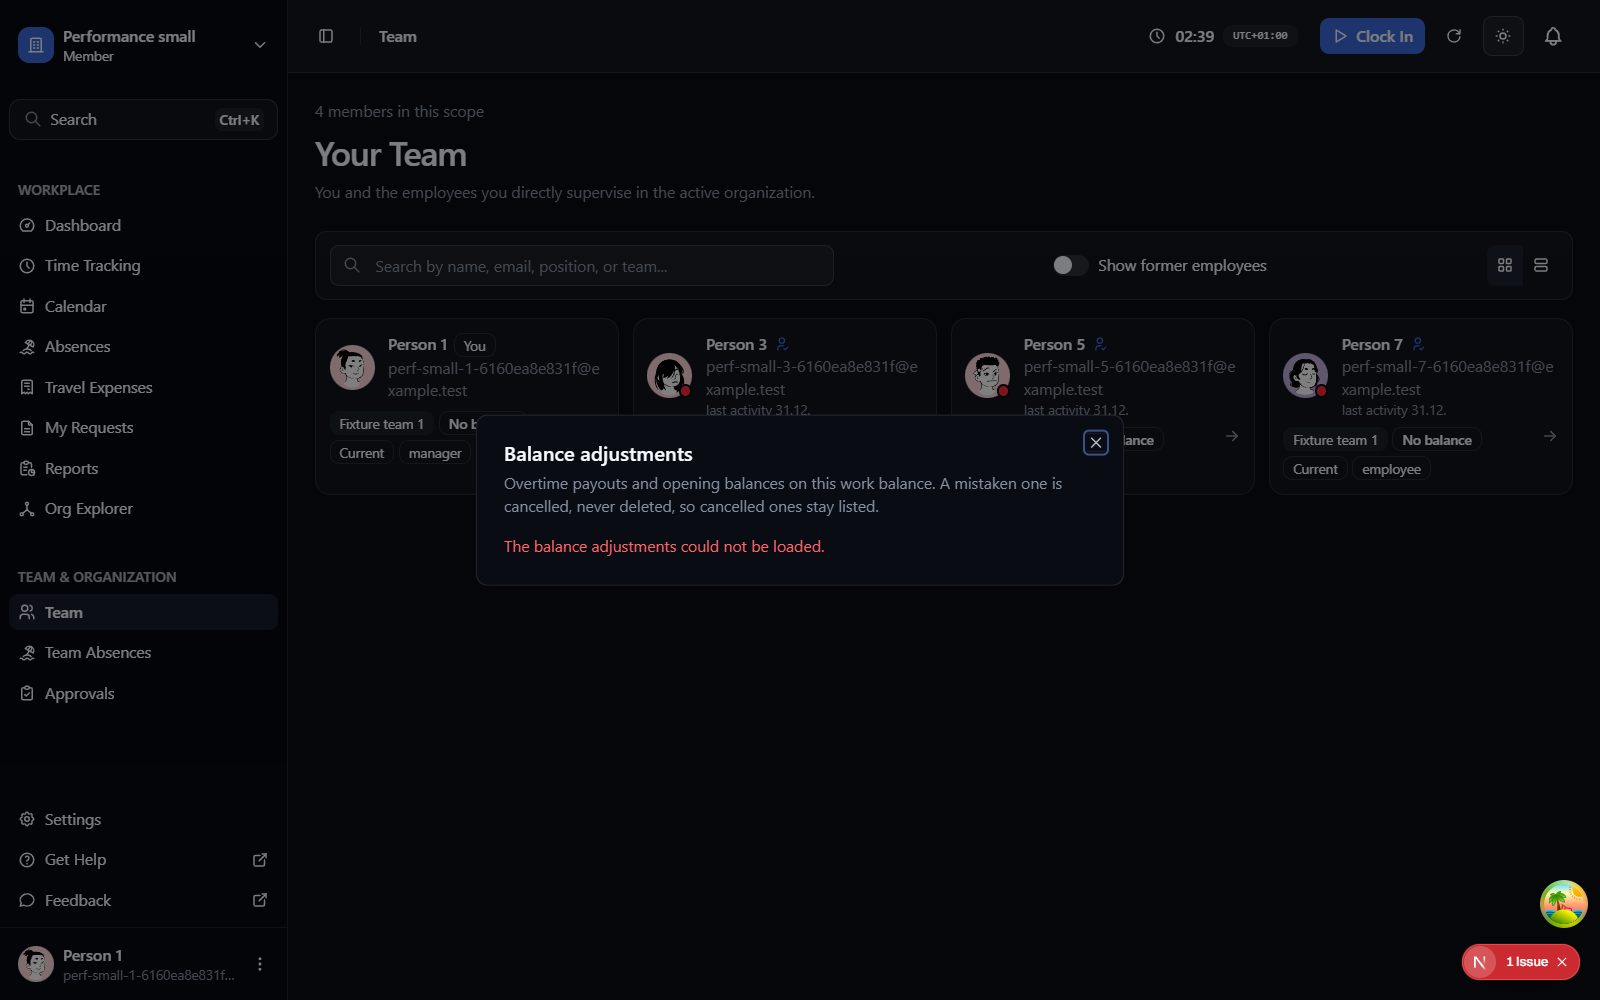 Performance small
Member
Search
Ctrl+K
WORKPLACE
Dashboard
Time Tracking
Calendar
Absences
Travel Expenses
My Requests
Reports
Org Explorer
TEAM & ORGANIZATION
Team
Team Absences
Approvals
Settings
Get Help
Feedback
Person 1
perf-small-1-6160ea8e831f...
Team
02:39
UTC+01:00
Clock In
4 members in this scope
Your Team
You and the employees you directly supervise in the active organization.
Search by name, email, position, or team...
Show former employees
Person 1
You
perf-small-1-6160ea8e831f@e
xample.test
Fixture team 1
No b
Current
manager
Person 3
perf-small-3-6160ea8e831f@e
xample.test
last activity 31.12.
Person 5
perf-small-5-6160ea8e831f@e
xample.test
last activity 31.12.
lance
Person 7
perf-small-7-6160ea8e831f@e
xample.test
last activity 31.12.
Fixture team 1
No balance
Current
employee
Balance adjustments
Overtime payouts and opening balances on this work balance. A mistaken one is
cancelled, never deleted, so cancelled ones stay listed.
The balance adjustments could not be loaded.
N
1 Issue